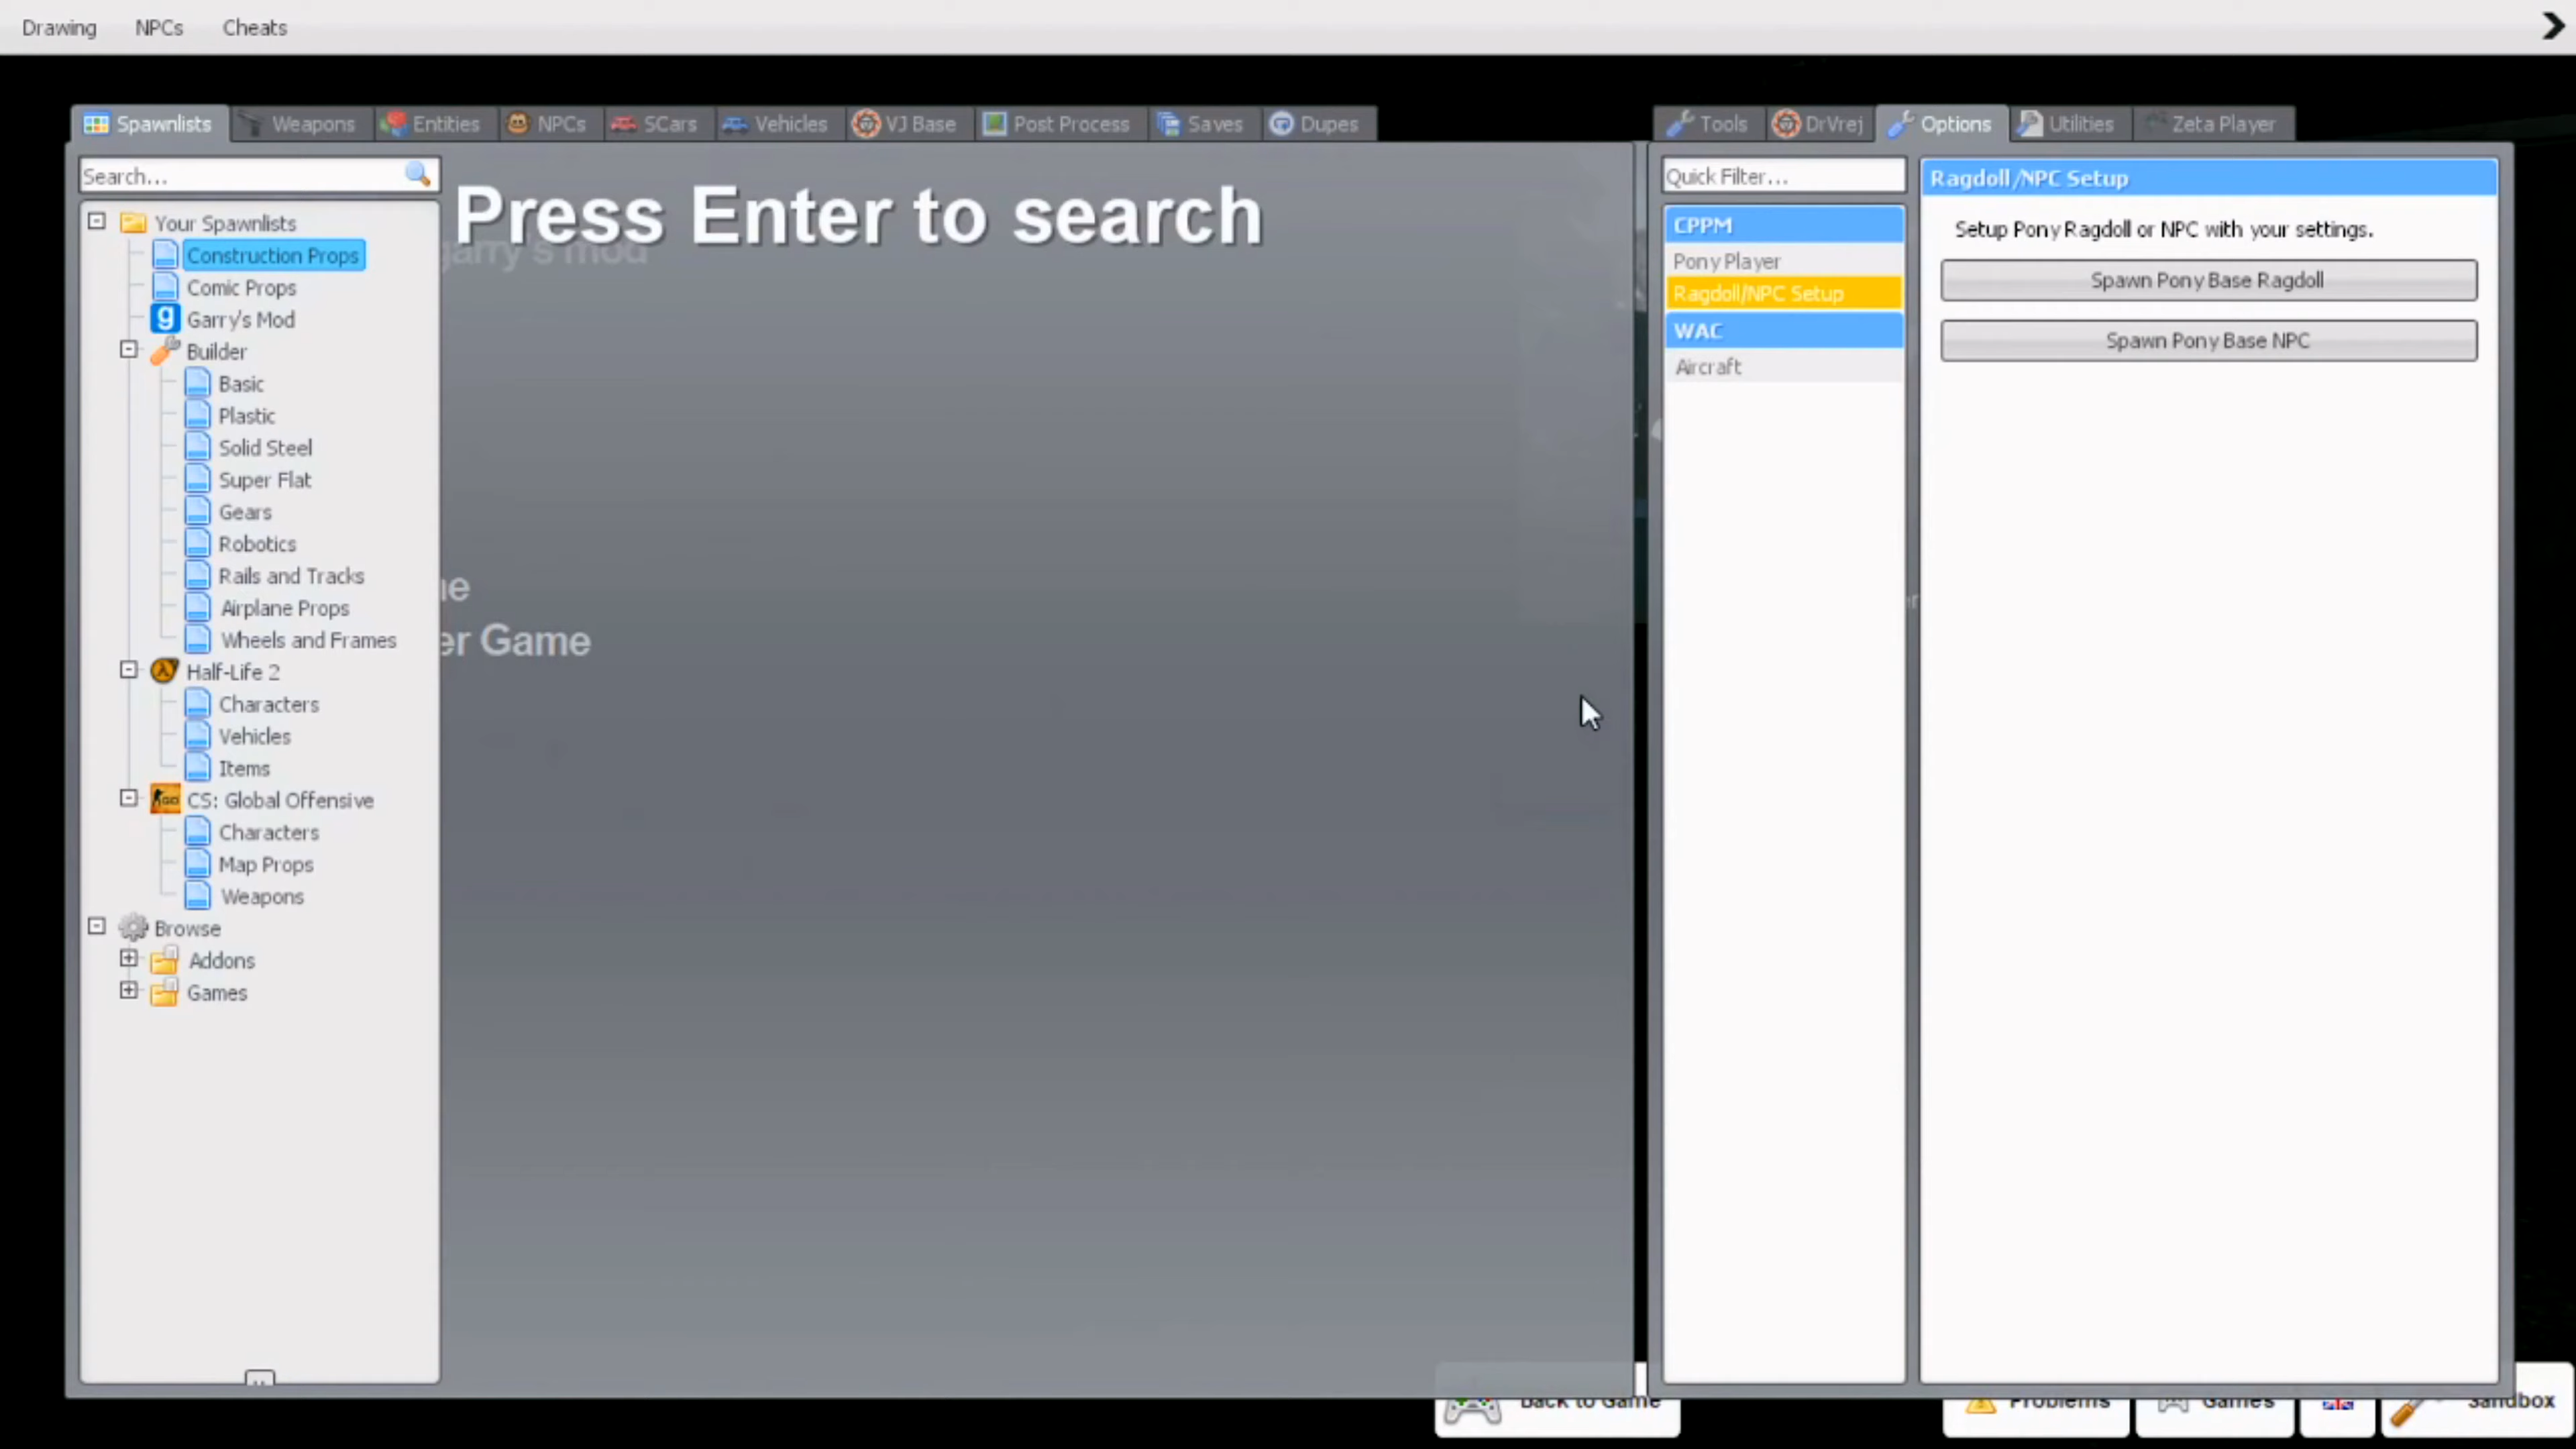 Drawing NPCs Cheats
Spawnlists Weapons Entities NPCs SCars Vehicles VJ Base Post Process Saves Dupes
Tools DrVrej Options Utilities Zeta Player
Search...
Your Spawnlists
Construction Props
Comic Props
Garry's Mod
Builder
Basic
Plastic
Solid Steel
Super Flat
Gears
Robotics
Rails and Tracks
Airplane Props
Wheels and Frames
Half-Life 2
Characters
Vehicles
Items
CS: Global Offensive
Characters
Map Props
Weapons
Browse
Addons
Games
Press Enter to search
garry's mod
er Game
Quick Filter...
CPPM
Pony Player
Ragdoll/NPC Setup
WAC
Aircraft
Ragdoll/NPC Setup
Setup Pony Ragdoll or NPC with your settings.
Spawn Pony Base Ragdoll
Spawn Pony Base NPC
Back to Game
Problems
Games
Sandbox